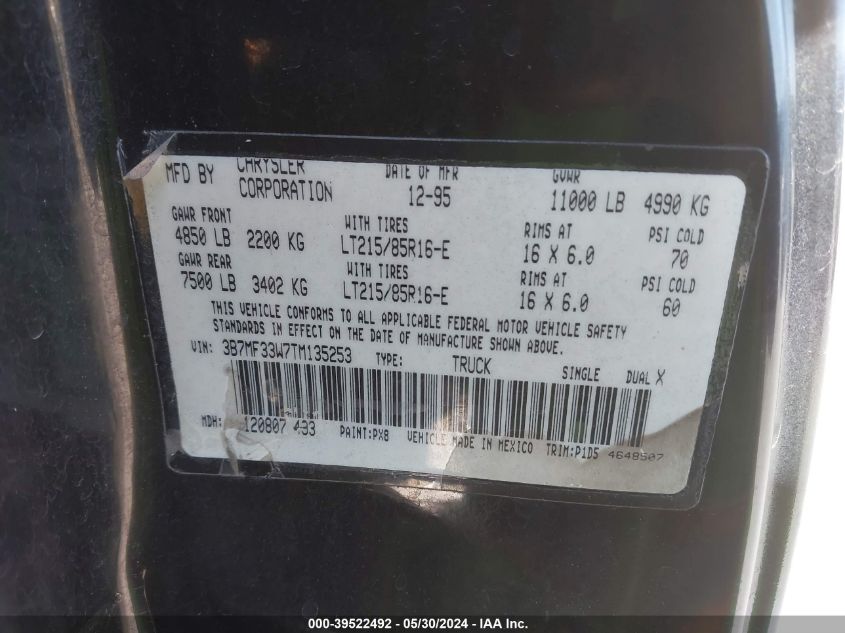 MFD BY CHRYSLER CORPORATION DATE OF MFR 12-95 GVWR 11000 LB 4990 KG
GAWR FRONT WITH TIRES RIMS AT PSI COLD
4850 LB 2200 KG LT215/85R16-E 16 X 6.0 70
GAWR REAR WITH TIRES RIMS AT PSI COLD
7500 LB 3402 KG LT215/85R16-E 16 X 6.0 60
THIS VEHICLE CONFORMS TO ALL APPLICABLE FEDERAL MOTOR VEHICLE SAFETY
STANDARDS IN EFFECT ON THE DATE OF MANUFACTURE SHOWN ABOVE.
VIN: 3B7MF33W7TM135253 TYPE: TRUCK SINGLE DUAL X
MDH: 120807 433 PAINT:PX8 VEHICLE MADE IN MEXICO TRIM:P1D5 4648507
000-39522492 - 05/30/2024 - IAA Inc.